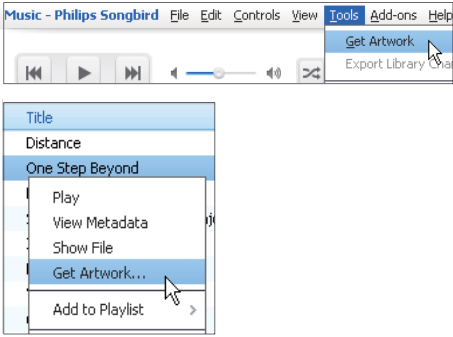 Music - Philips Songbird File Edit Controls View Tools Add-ons Help
Get Artwork
Export Library
Title
Distance
One Step Beyond
Play
View Metadata
Show File
Get Artwork...
Add to Playlist